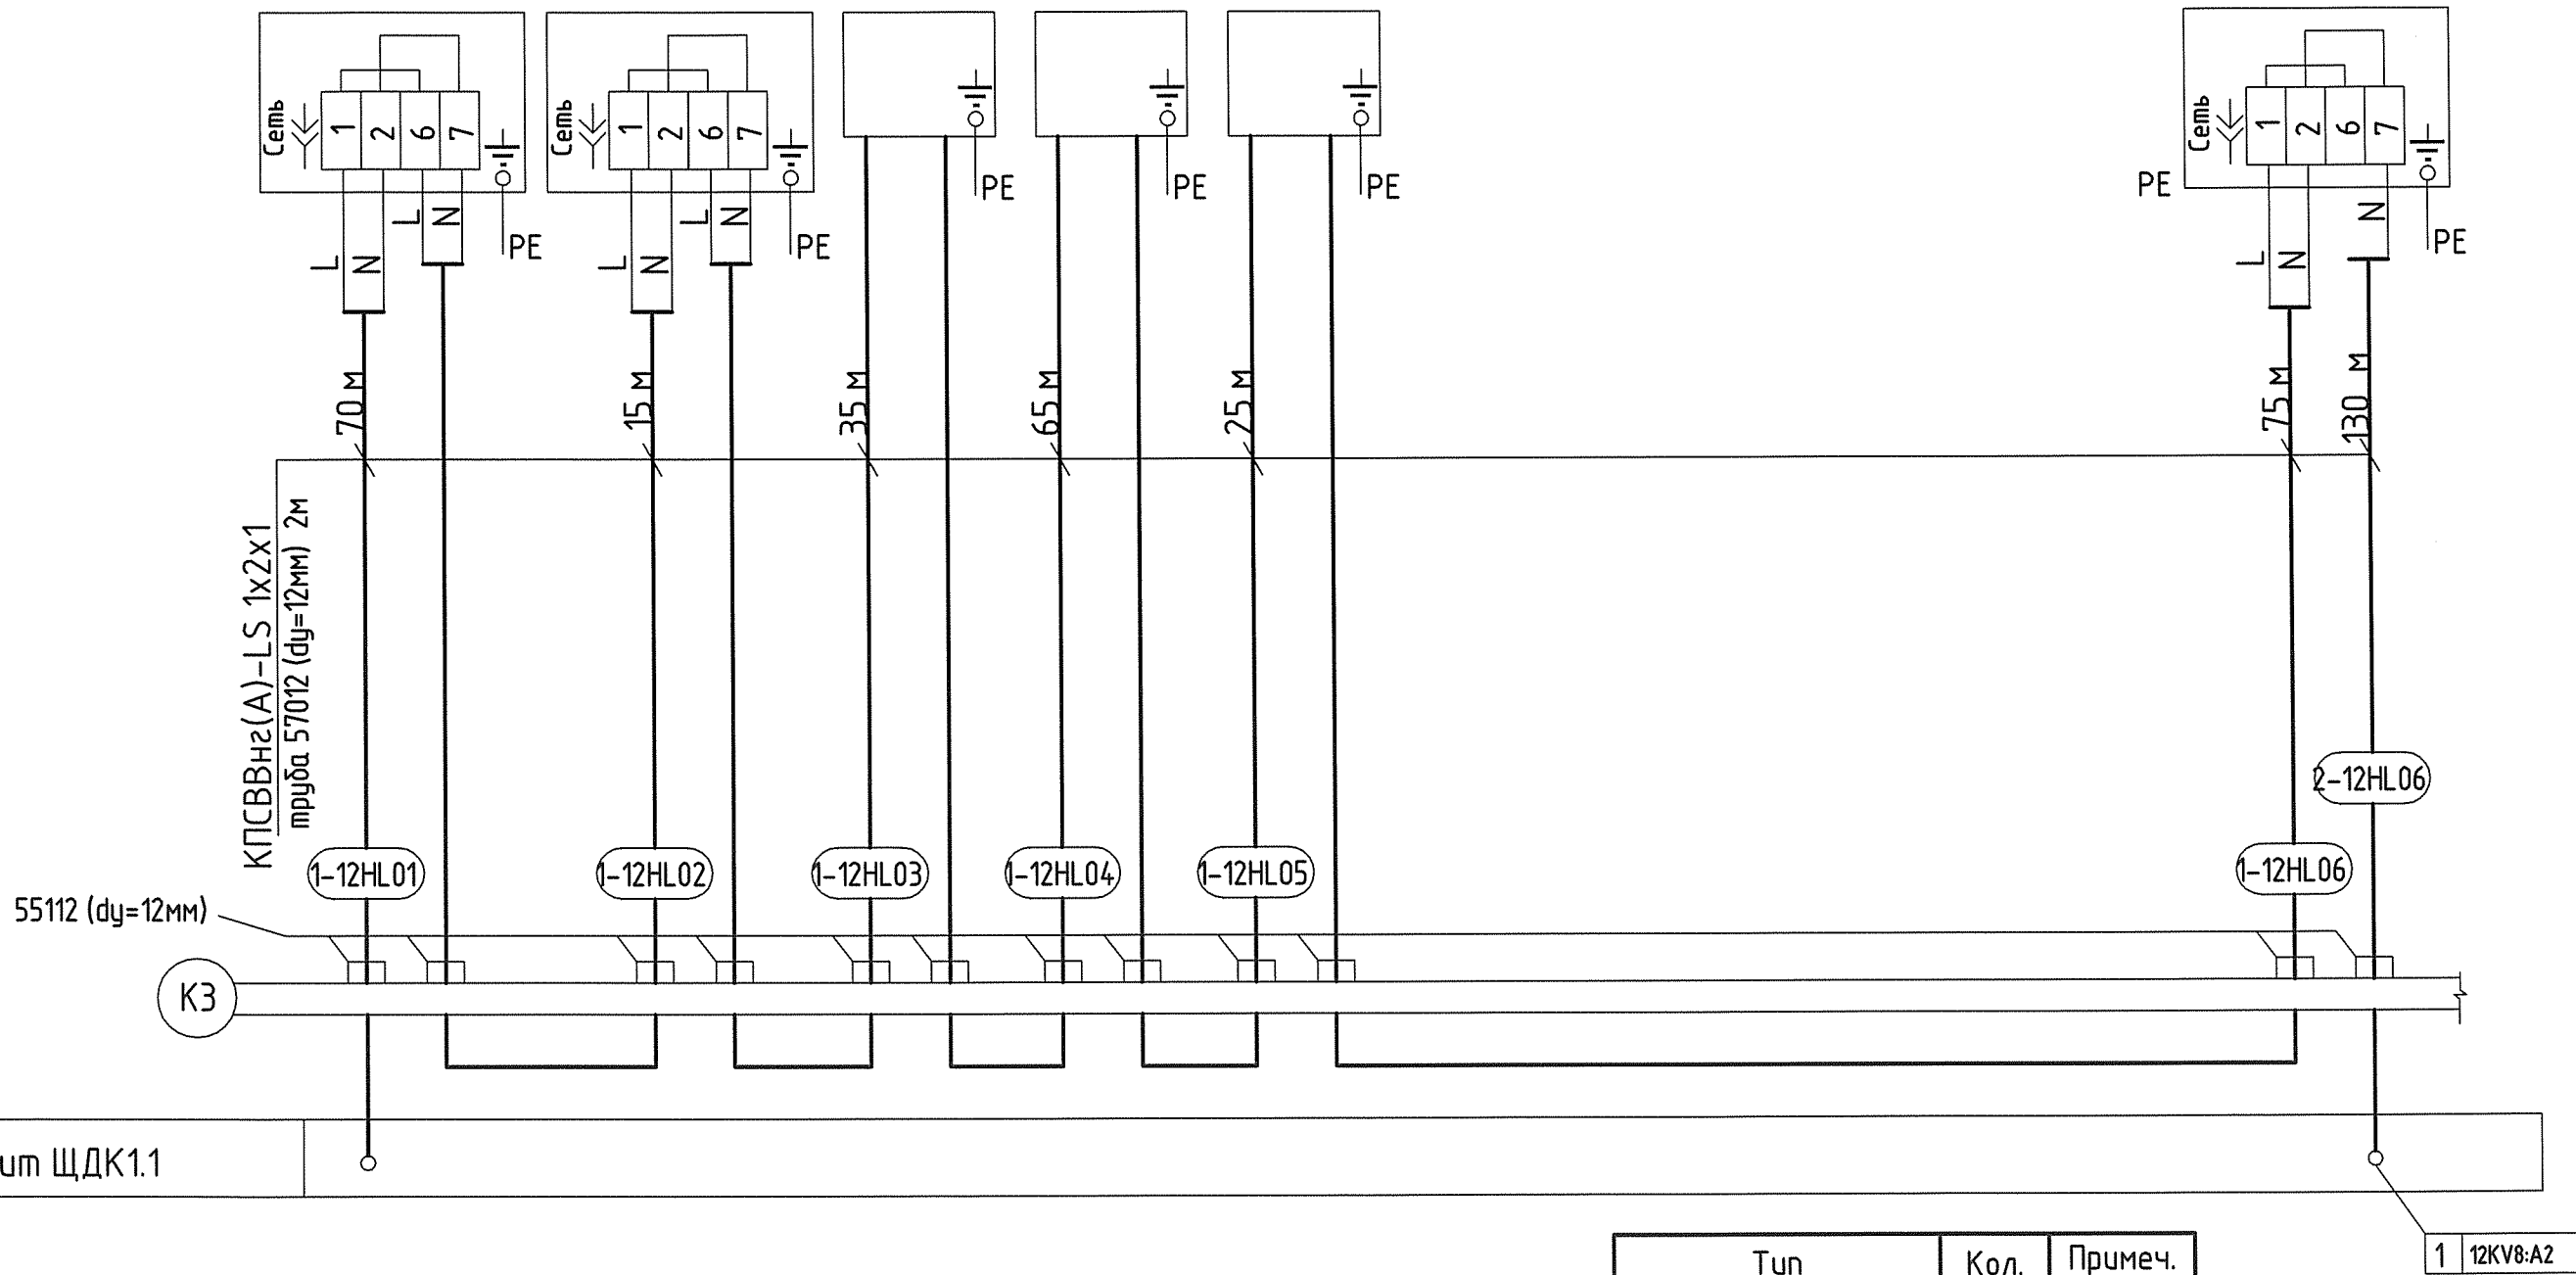 Сеть 1 2 6 7
L N L N PE
Сеть 1 2 6 7
L N L N PE
PE
PE
PE
PE
Сеть 1 2 6 7
L N N PE
70 м
15 м
35 м
65 м
25 м
75 м
130 м
КПСВВнг(А)-LS 1х2х1
труба 57012 (dy=12мм) 2м
2-12HL06
1-12HL01
1-12HL02
1-12HL03
1-12HL04
1-12HL05
1-12HL06
55112 (dy=12мм)
К3
ит ЩДК1.1
Тип Кол. Примеч.
1 12KV8:A2